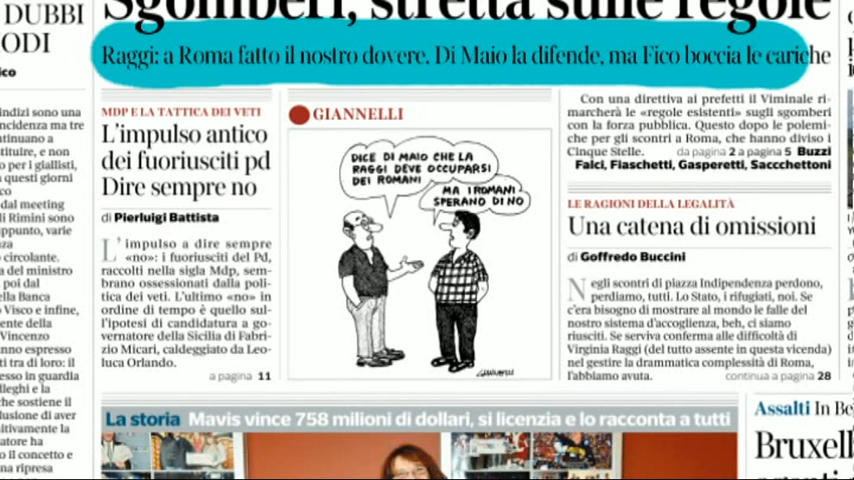 DUBBI
Sgomberi, stretta sulle regole
Raggi: a Roma fatto il nostro dovere. Di Maio la difende, ma Fico boccia le cariche
MDP E LA TATTICA DEI VETI
L'impulso antico
dei fuoriusciti pd
Dire sempre no
di Pierluigi Battista
L'impulso a dire sempre
«no»: i fuoriusciti del Pd,
raccolti nella sigla Mdp, sem-
brano ossessionati dalla poli-
tica dei veti. L'ultimo «no» in
ordine di tempo è quello sul-
l'ipotesi di candidatura a go-
vernatore della Sicilia di Fabri-
zio Micari, caldeggiato da Leo-
luca Orlando.
a pagina 11
GIANNELLI
DICE DI MAIO CHE LA
RAGGI DEVE OCCUPARSI
DEI ROMANI
MA I ROMANI
SPERANO DI NO
GIANNELLI
Con una direttiva ai prefetti il Viminale ri-
marcherà le «regole esistenti» sugli sgomberi
con la forza pubblica. Questo dopo le polemi-
che per gli scontri a Roma, che hanno diviso i
Cinque Stelle. da pagina 2 a pagina 5 Buzzi
Falci, Fiaschetti, Gasperetti, Saccchettoni
LE RAGIONI DELLA LEGALITÀ
Una catena di omissioni
di Goffredo Buccini
Negli scontri di piazza Indipendenza perdono,
perdiamo, tutti. Lo Stato, i rifugiati, noi. Se
c'era bisogno di mostrare al mondo le falle del
nostro sistema d'accoglienza, beh, ci siamo
riusciti. Se serviva conferma alle difficoltà di
Virginia Raggi (del tutto assente in questa vicenda)
nel gestire la drammatica complessità di Roma,
l'abbiamo avuta. continua a pagina 28
La storia Mavis vince 758 milioni di dollari, si licenzia e lo racconta a tutti
Assalti In Be
Bruxell